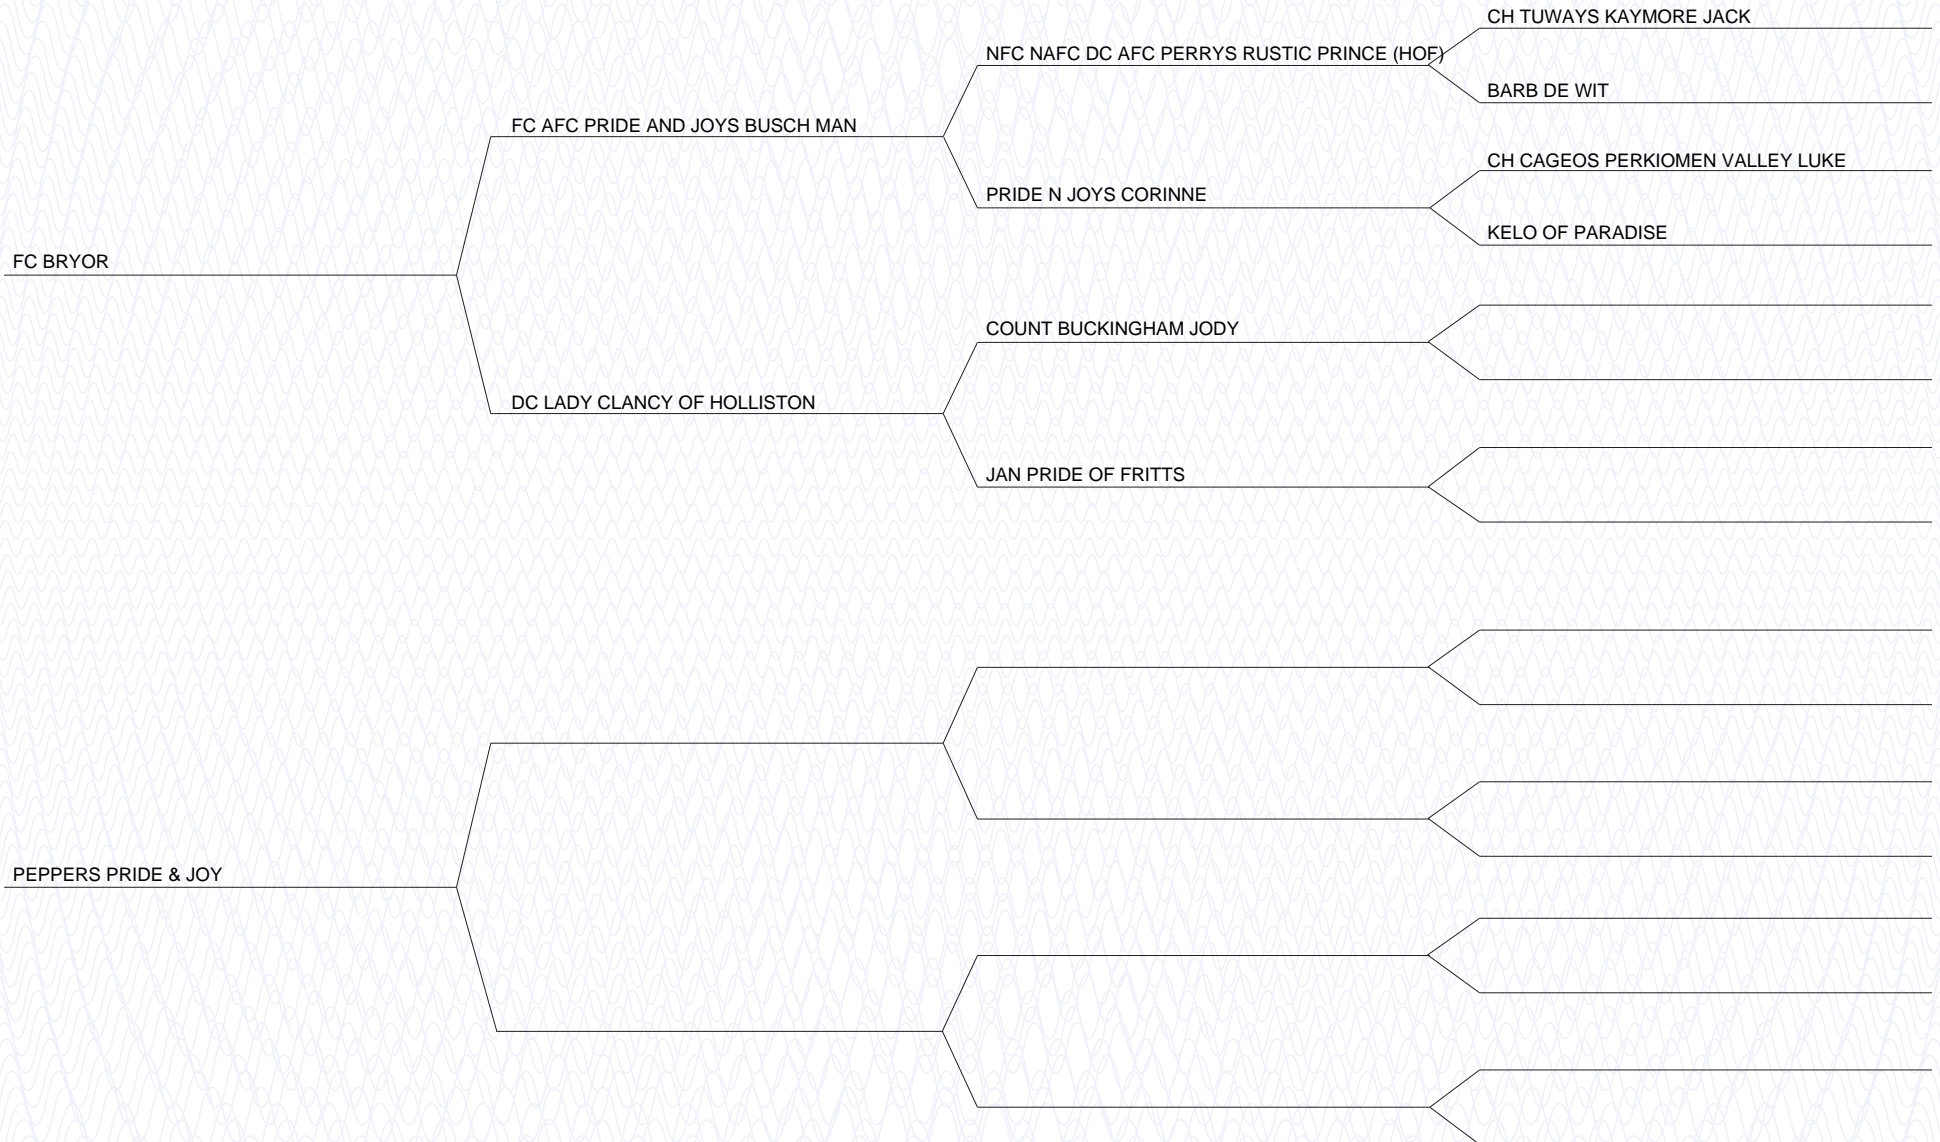 CH TUWAYS KAYMORE JACK
NFC NAFC DC AFC PERRYS RUSTIC PRINCE (HOF)
BARB DE WIT
FC AFC PRIDE AND JOYS BUSCH MAN
CH CAGEOS PERKIOMEN VALLEY LUKE
PRIDE N JOYS CORINNE
KELO OF PARADISE
FC BRYOR
COUNT BUCKINGHAM JODY
DC LADY CLANCY OF HOLLISTON
JAN PRIDE OF FRITTS
PEPPERS PRIDE & JOY